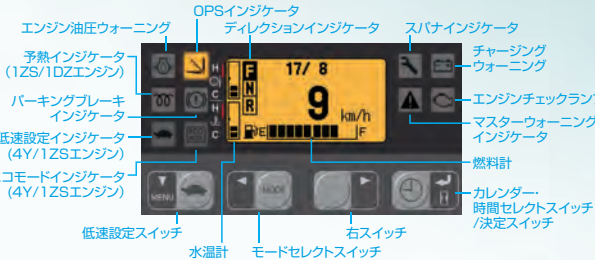 OPSインジケータ
エンジン油圧ウォーニング
ディレクションインジケータ
スパナインジケータ
予熱インジケータ
(1ZS/1DZエンジン)
チャージング
ウォーニング
パーキングブレーキ
インジケータ
エンジンチェックランプ
マスターウォーニング
インジケータ
低速設定インジケータ
(4Y/1ZSエンジン)
コモードインジケータ
(4Y/1ZSエンジン)
燃料計
F
N
R
17/ 8
9
km/h
E
F
H
C
H
C
MENU
MODE
カレンダー・
時間セレクトスイッチ
/決定スイッチ
低速設定スイッチ
右スイッチ
水温計
モードセレクトスイッチ